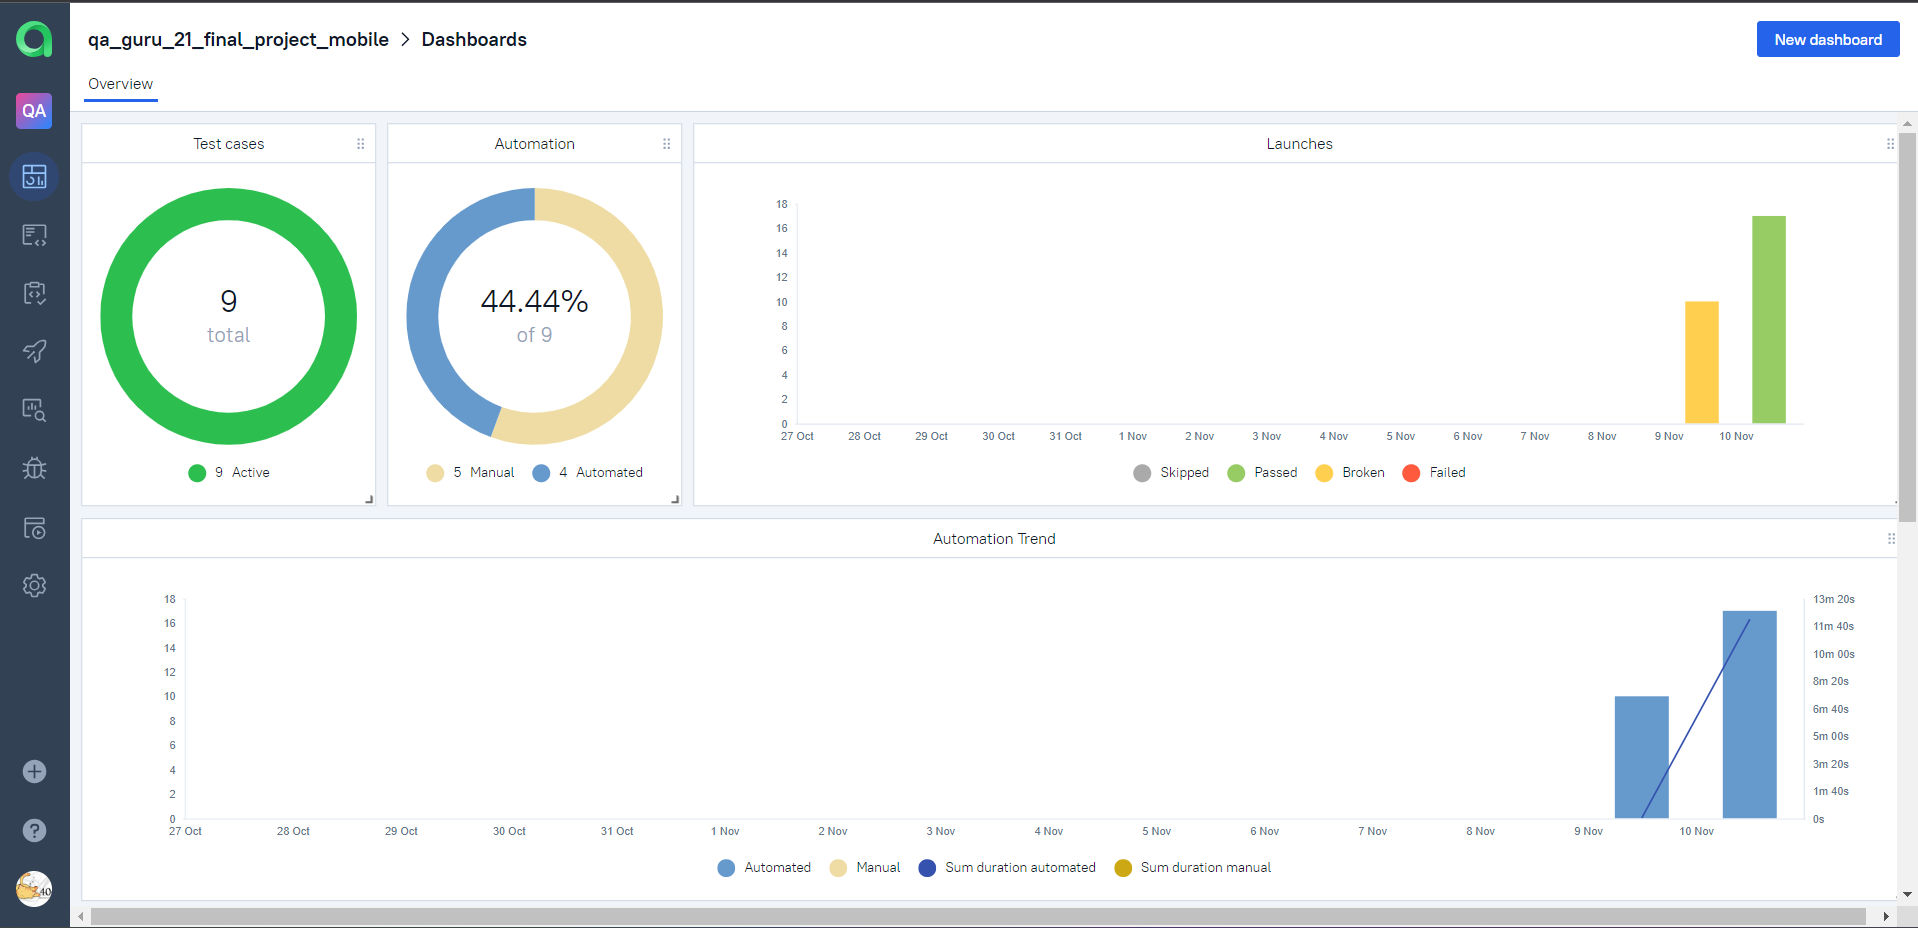 qa_guru_21_final_project_mobile > Dashboards
New dashboard
Overview
QA
Test cases
9
total
9 Active
Automation
44.44%
of 9
5 Manual
4 Automated
Launches
18
16
14
12
10
8
6
4
2
0
27 Oct 28 Oct 29 Oct 30 Oct 31 Oct 1 Nov 2 Nov 3 Nov 4 Nov 5 Nov 6 Nov 7 Nov 8 Nov 9 Nov 10 Nov
Skipped Passed Broken Failed
Automation Trend
18
16
14
12
10
8
6
4
2
0
13m 20s
11m 40s
10m 00s
8m 20s
6m 40s
5m 00s
3m 20s
1m 40s
0s
27 Oct 28 Oct 29 Oct 30 Oct 31 Oct 1 Nov 2 Nov 3 Nov 4 Nov 5 Nov 6 Nov 7 Nov 8 Nov 9 Nov 10 Nov
Automated Manual Sum duration automated Sum duration manual
?
40